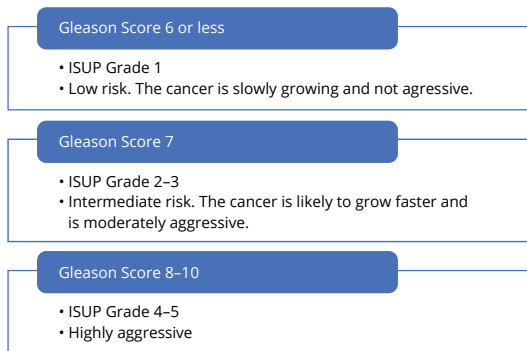 Gleason Score 6 or less
• ISUP Grade 1
• Low risk. The cancer is slowly growing and not agressive.
Gleason Score 7
• ISUP Grade 2–3
• Intermediate risk. The cancer is likely to grow faster and
is moderately aggressive.
Gleason Score 8–10
• ISUP Grade 4–5
• Highly aggressive